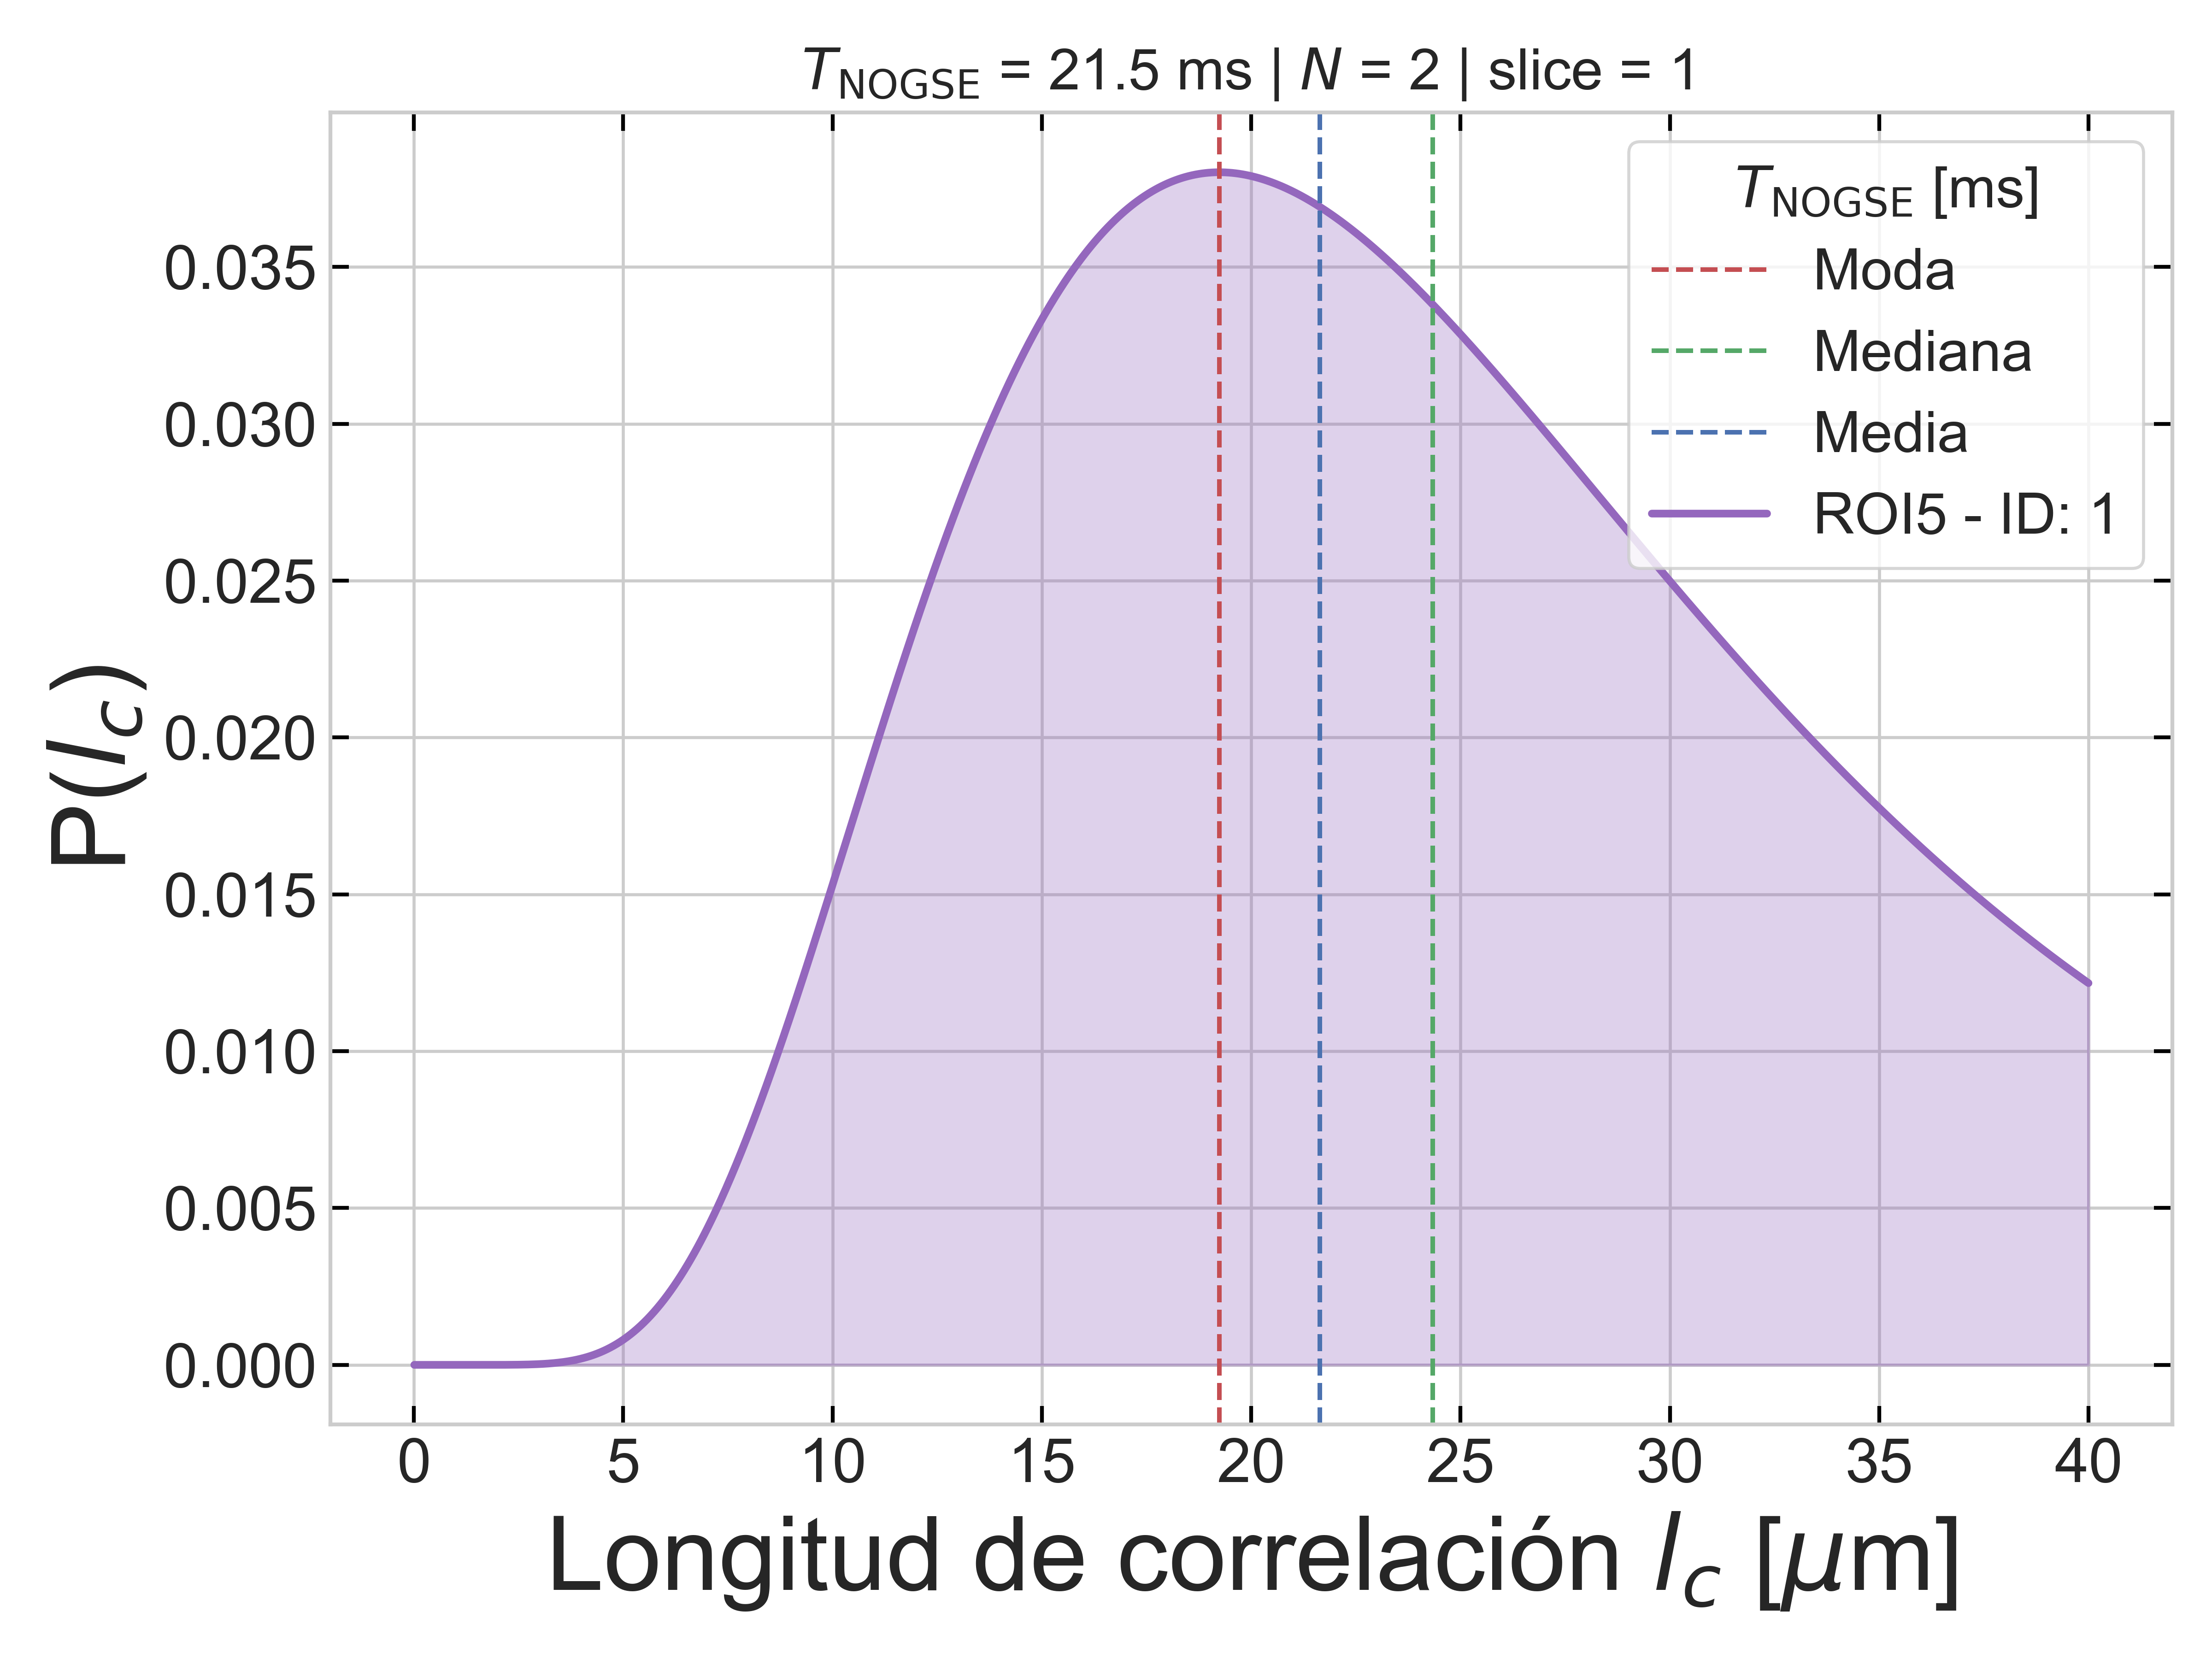 T_NOGSE = 21.5 ms | N = 2 | slice = 1
T_NOGSE [ms]
Moda
Mediana
Media
ROI5 - ID: 1
P(l_c)
0.035
0.030
0.025
0.020
0.015
0.010
0.005
0.000
0 5 10 15 20 25 30 35 40
Longitud de correlación l_c [μm]